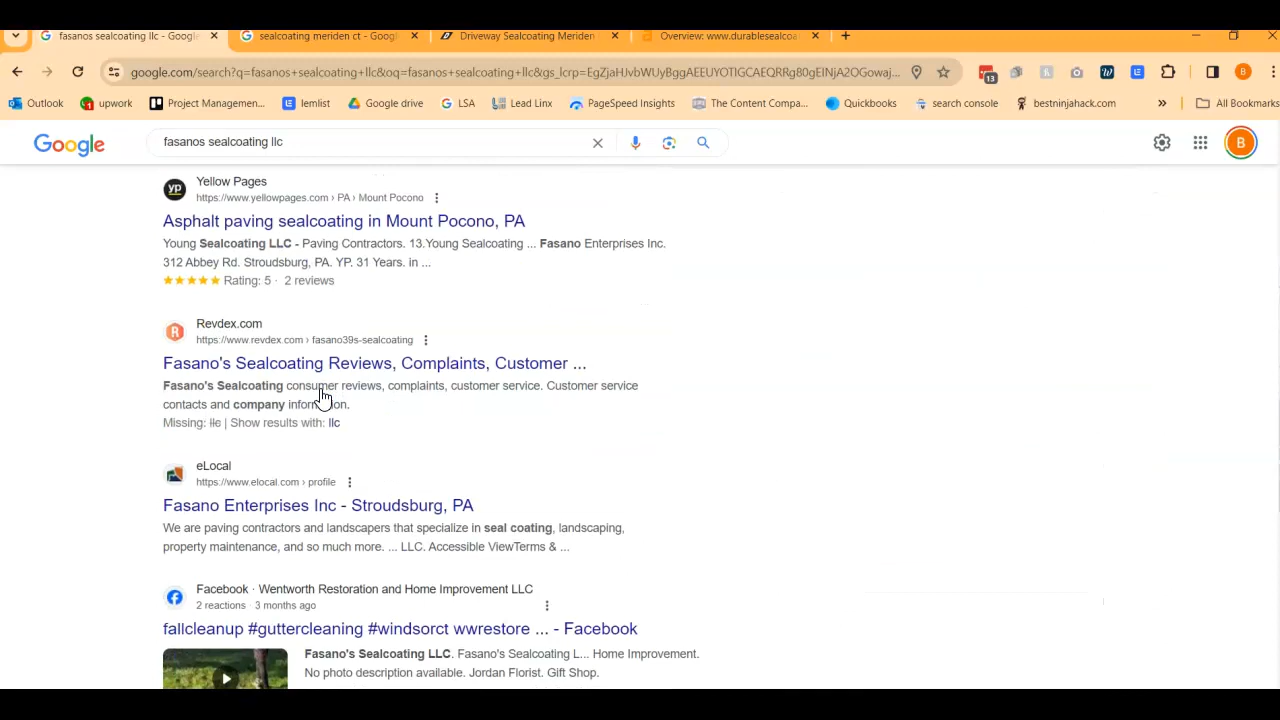 fasanos sealcoating llc - Google
sealcoating meriden ct - Googl
Driveway Sealcoating Meriden
Overview: www.durablesealcoa
google.com/search?q=fasanos+sealcoating+llc&oq=fasanos+sealcoating+llc&gs_lcrp=EgZjaHJvbWUyBggAEEUYOTIGCAEQRRg80gEINjA2OGowaj...
13
B
Outlook
upwork
Project Managemen...
lemlist
Google drive
LSA
Lead Linx
PageSpeed Insights
The Content Compa...
Quickbooks
search console
bestninjahack.com
»
All Bookmarks
Google
fasanos sealcoating llc
B
yp
Yellow Pages
https://www.yellowpages.com › PA › Mount Pocono
Asphalt paving sealcoating in Mount Pocono, PA
Young Sealcoating LLC - Paving Contractors. 13.Young Sealcoating ... Fasano Enterprises Inc.
312 Abbey Rd. Stroudsburg, PA. YP. 31 Years. in ...
Rating: 5 · 2 reviews
R
Revdex.com
https://www.revdex.com › fasano39s-sealcoating
Fasano's Sealcoating Reviews, Complaints, Customer ...
Fasano's Sealcoating consumer reviews, complaints, customer service. Customer service
contacts and company information.
Missing: llc | Show results with: llc
eLocal
https://www.elocal.com › profile
Fasano Enterprises Inc - Stroudsburg, PA
We are paving contractors and landscapers that specialize in seal coating, landscaping,
property maintenance, and so much more. ... LLC. Accessible ViewTerms & ...
Facebook · Wentworth Restoration and Home Improvement LLC
2 reactions · 3 months ago
fallcleanup #guttercleaning #windsorct wwrestore ... - Facebook
Fasano's Sealcoating LLC. Fasano's Sealcoating L... Home Improvement.
No photo description available. Jordan Florist. Gift Shop.